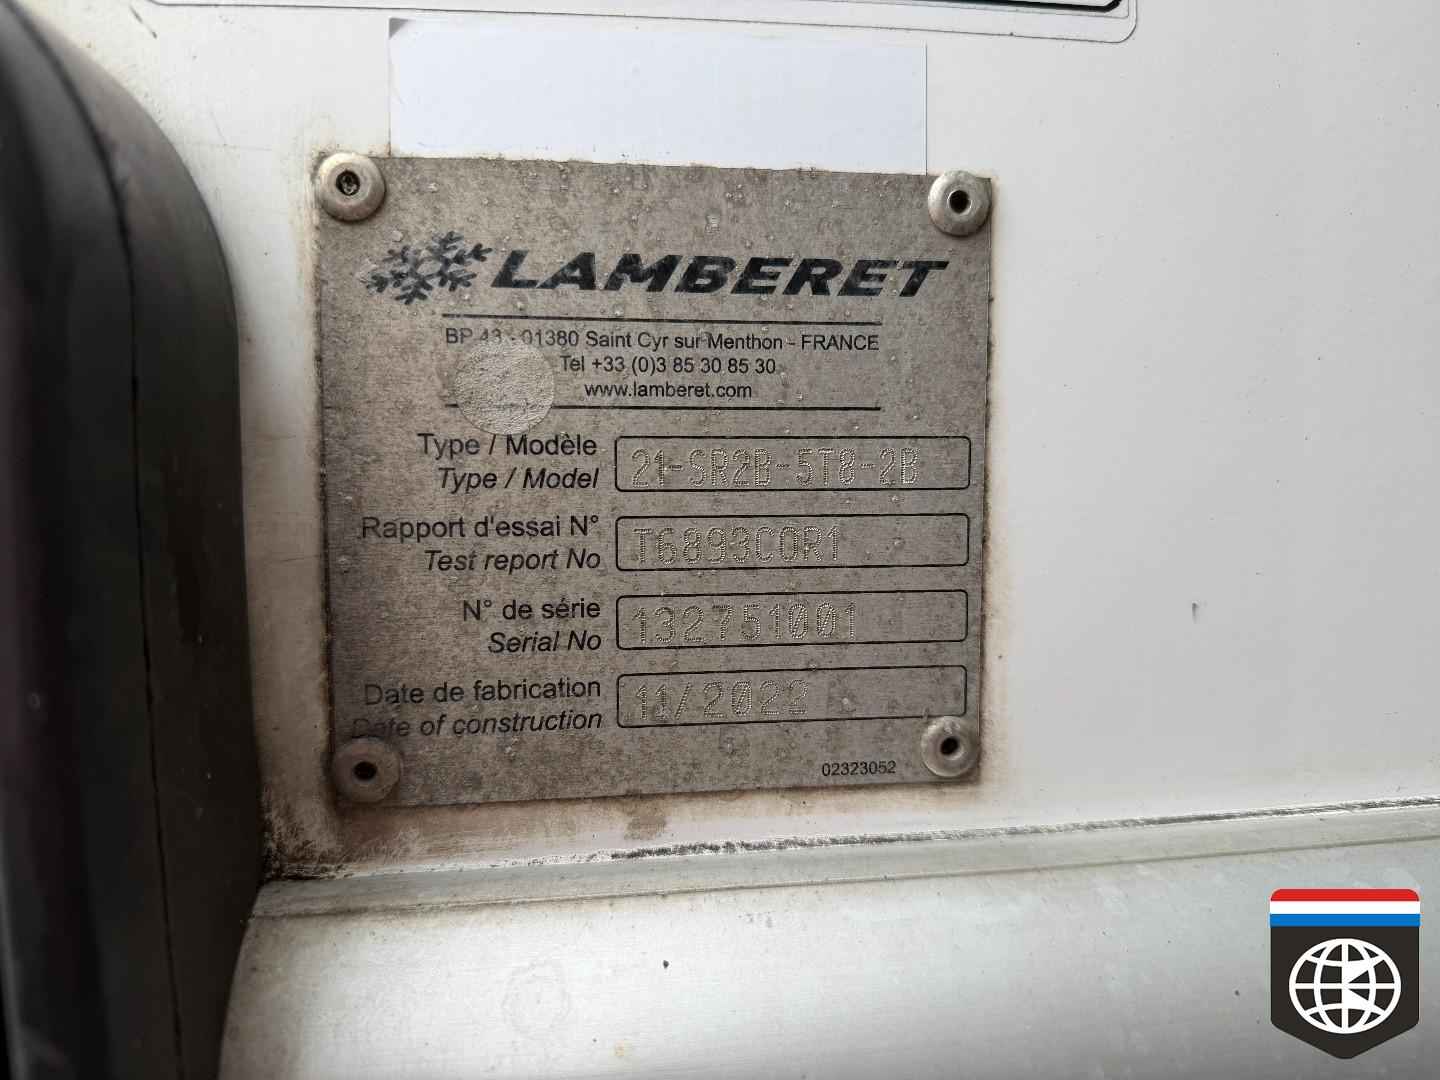 LAMBERET
BP 43 - 01380 Saint Cyr sur Menthon - FRANCE
Tel +33 (0)3 85 30 85 30
www.lamberet.com
Type / Modèle
Type / Model
21-SR2B-5T8-2B
Rapport d'essai N°
Test report No
T6893COR1
N° de série
Serial No
132751001
Date de fabrication
Date of construction
11/2022
02323052